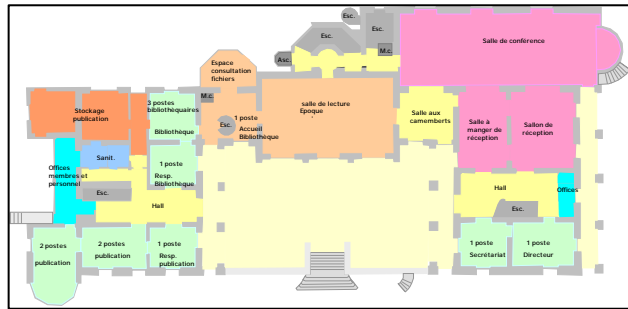 Esc.
Esc.
Esc.
Salle de conférence
M.c.
Asc.
Espace
consultation
fichiers
M.c.
3 postes
bibliothéquaires
Bibliothèque
Stockage
publication
1 poste
Esc.
Accueil
Bibliothèque
salle de lecture
Epoque
Salle aux
camemberts
Salle à
manger de
réception
Sallon de
réception
Sanit.
Offices
membres et
personnel
1 poste
Resp.
Bibliothèque
Esc.
Hall
Hall
Offices
Esc.
2 postes
publication
2 postes
publication
1 poste
Resp.
publication
1 poste
Secrétariat
1 poste
Directeur